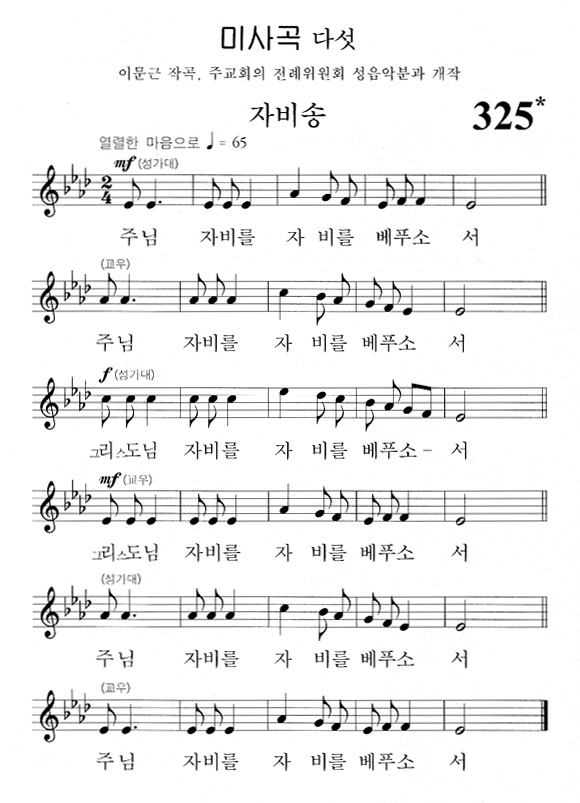 미사곡 다섯
이문근 작곡, 주교회의 전례위원회 성음악분과 개작
자비송 325*
열렬한 마음으로 ♩= 65
mf (성가대)
2/4
주님 자비를 자 비를 베푸소 서
(교우)
주님 자비를 자 비를 베푸소 서
f (성가대)
그리스도님 자비를 자 비를 베푸소 – 서
mf (교우)
그리스도님 자비를 자 비를 베푸소 서
(성가대)
주님 자비를 자 비를 베푸소 서
(교우)
주님 자비를 자 비를 베푸소 서